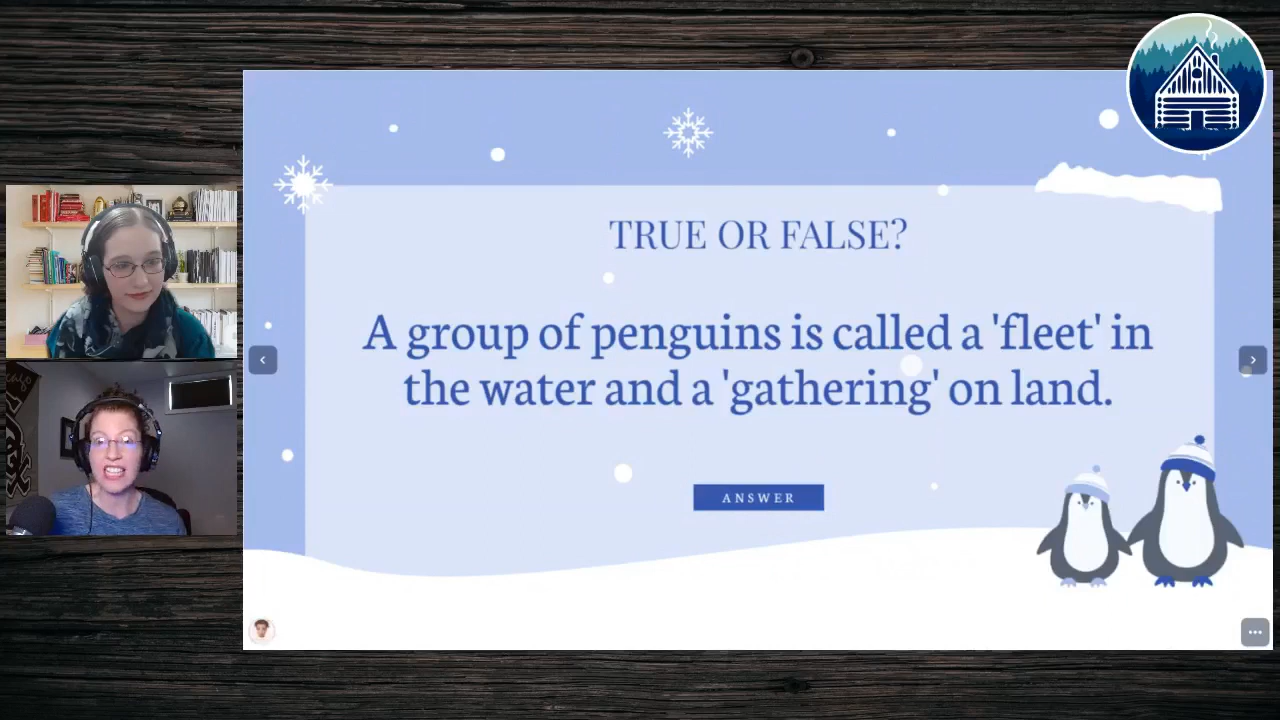 TRUE OR FALSE?
A group of penguins is called a 'fleet' in
the water and a 'gathering' on land.
ANSWER